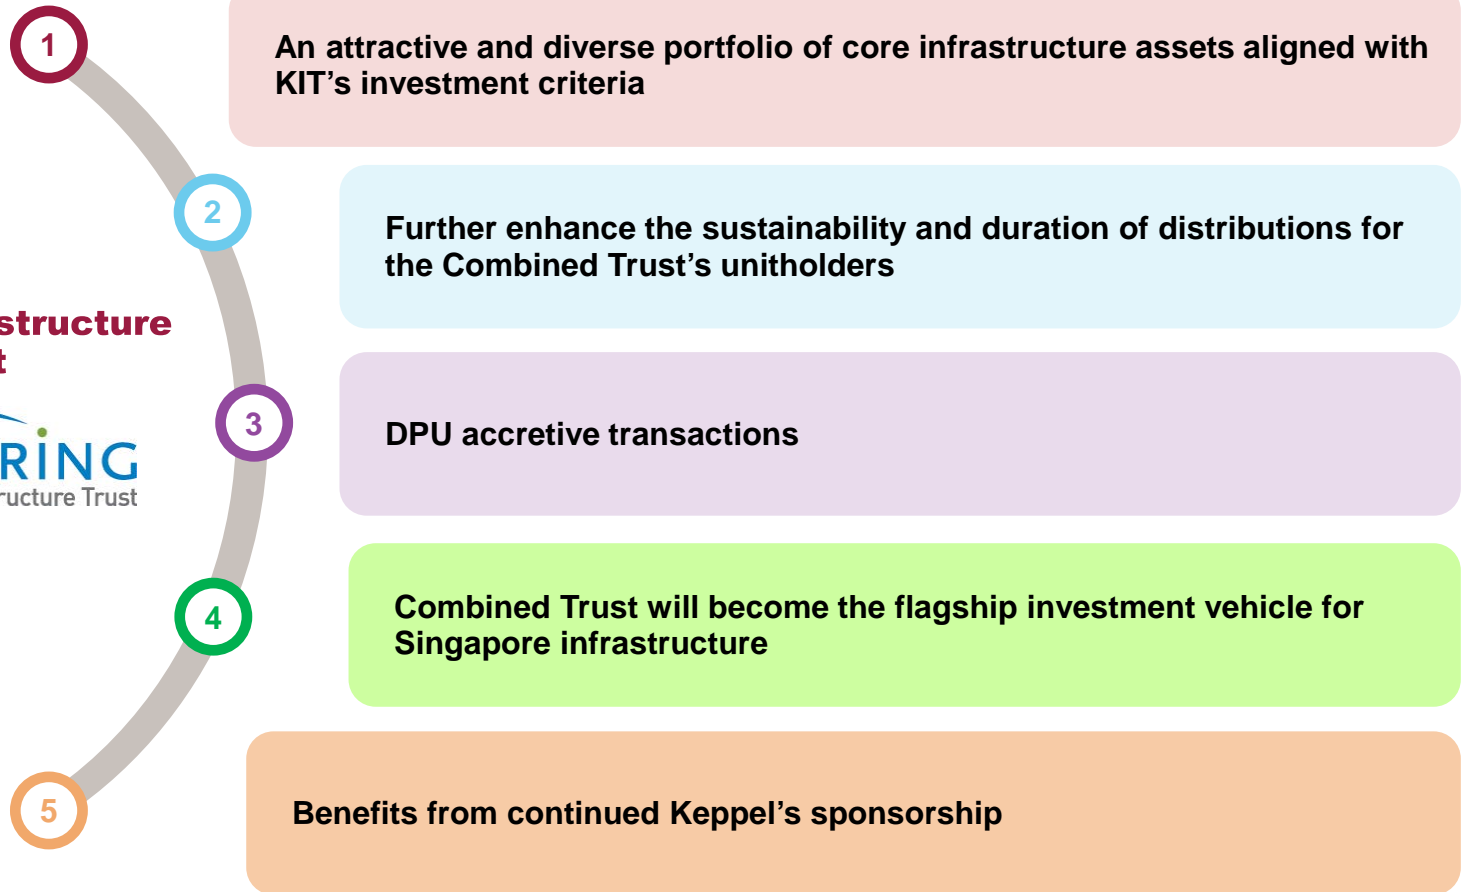 1
An attractive and diverse portfolio of core infrastructure assets aligned with
KIT’s investment criteria
2
Further enhance the sustainability and duration of distributions for
the Combined Trust’s unitholders
structure
t
3
DPU accretive transactions
RiNG
ructure Trust
4
Combined Trust will become the flagship investment vehicle for
Singapore infrastructure
5
Benefits from continued Keppel’s sponsorship